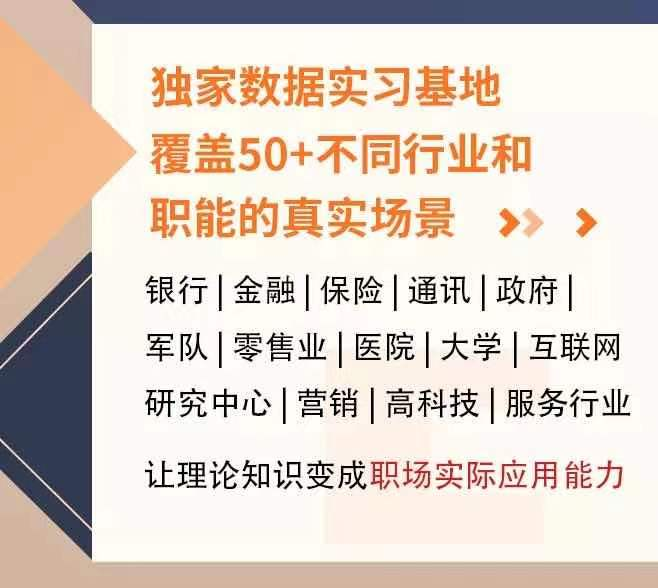 独家数据实习基地
覆盖50+不同行业和
职能的真实场景
银行|金融|保险|通讯|政府|
军队|零售业|医院|大学|互联网
研究中心|营销|高科技|服务行业
让理论知识变成职场实际应用能力